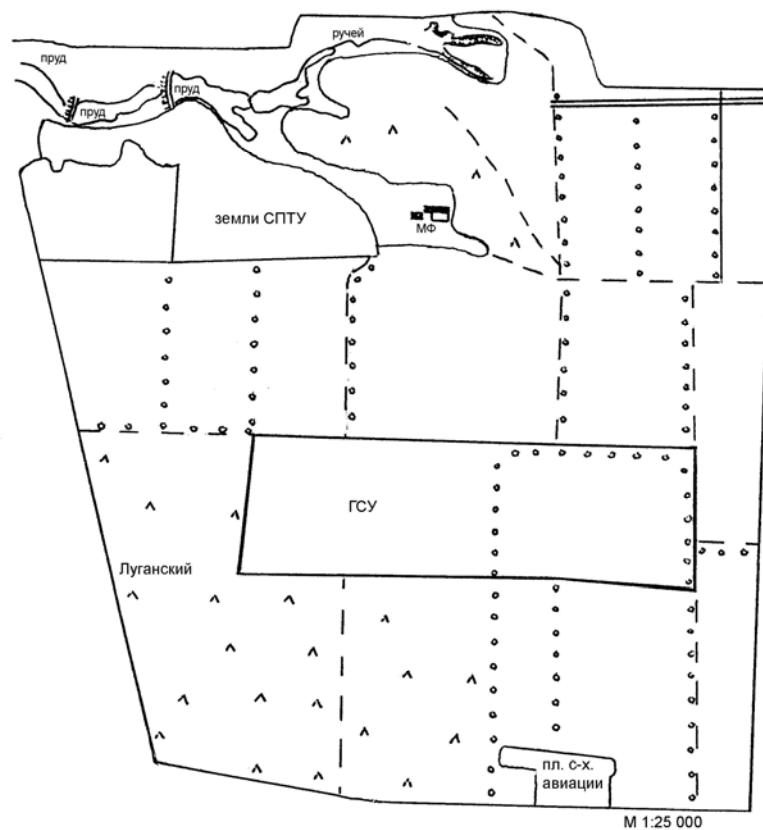 ручей
пруд
пруд
пруд
земли СПТУ
МФ
ГСУ
Луганский
пл. с-х.
авиации
М 1:25 000